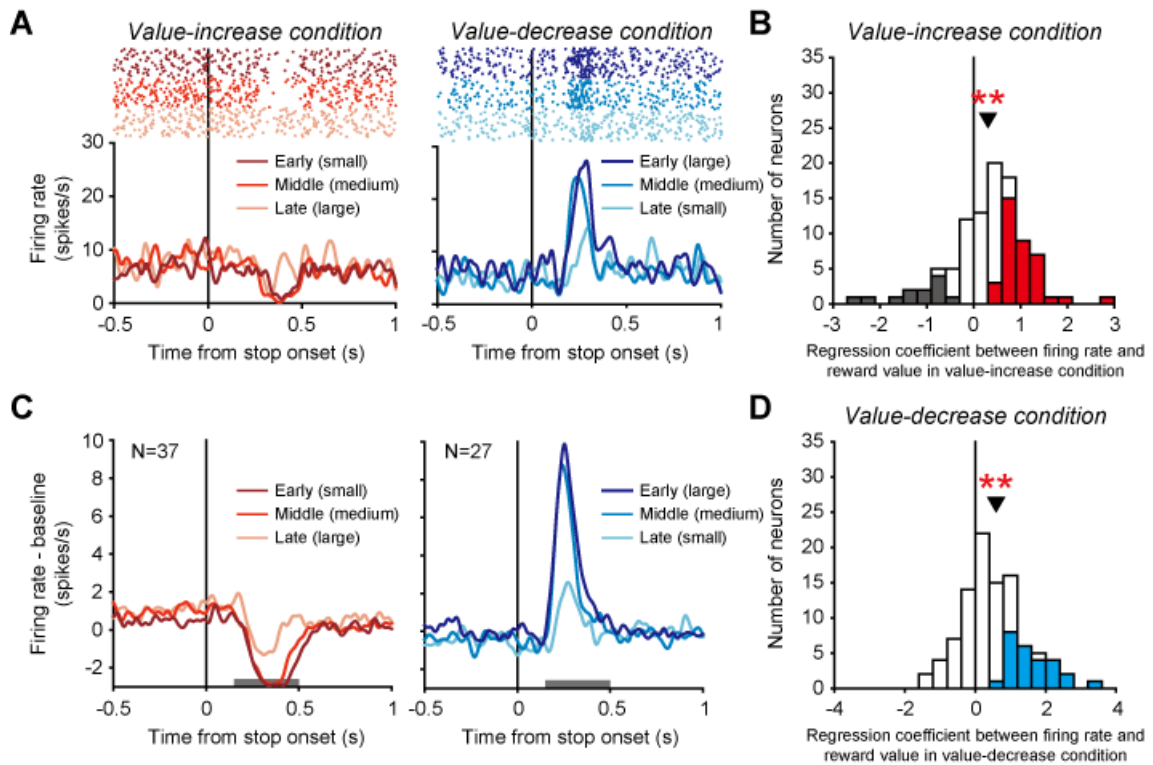 A
Value-increase condition
Value-decrease condition
30
20
10
0
Firing rate
(spikes/s)
Early (small)
Middle (medium)
Late (large)
Early (large)
Middle (medium)
Late (small)
-0.5
0
0.5
1
-0.5
0
0.5
1
Time from stop onset (s)
Time from stop onset (s)
B
Value-increase condition
35
30
25
20
15
10
5
0
Number of neurons
**
-3
-2
-1
0
1
2
3
Regression coefficient between firing rate and
reward value in value-increase condition
C
10
8
6
4
2
0
-2
Firing rate - baseline
(spikes/s)
N=37
Early (small)
Middle (medium)
Late (large)
N=27
Early (large)
Middle (medium)
Late (small)
-0.5
0
0.5
1
-0.5
0
0.5
1
Time from stop onset (s)
Time from stop onset (s)
D
Value-decrease condition
35
30
25
20
15
10
5
0
Number of neurons
**
-4
-2
0
2
4
Regression coefficient between firing rate and
reward value in value-decrease condition